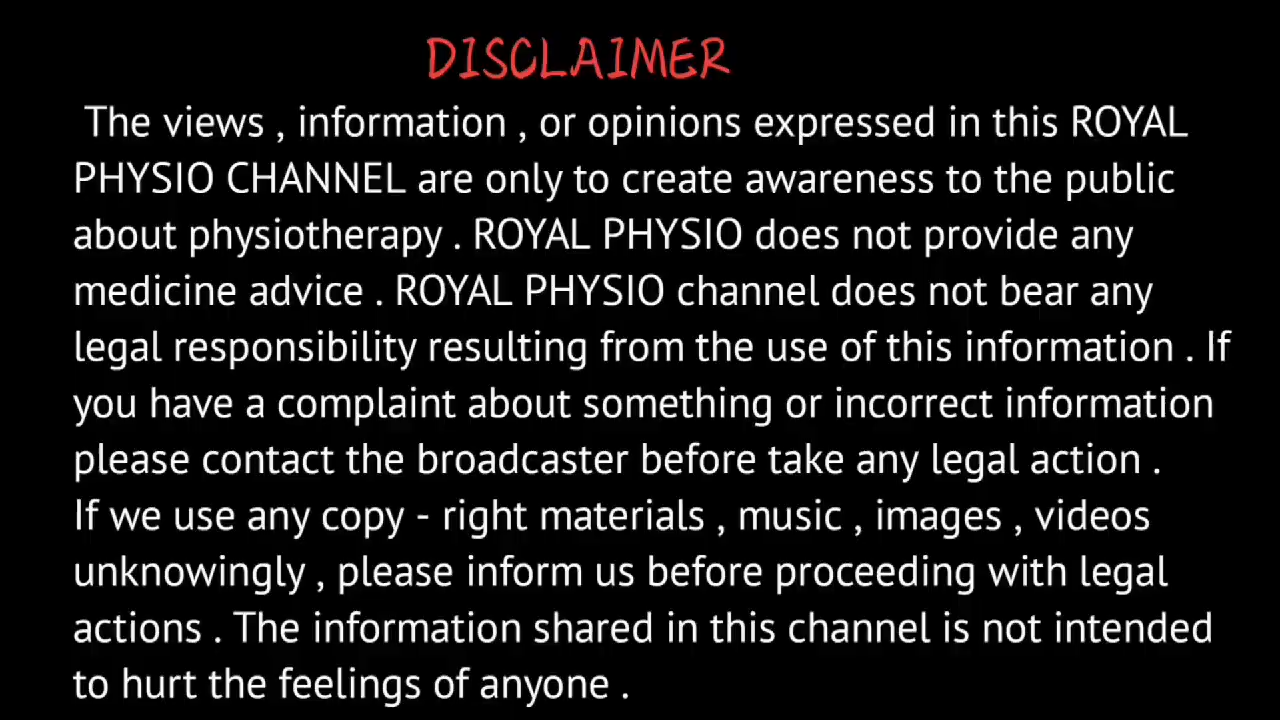 DISCLAIMER
The views , information , or opinions expressed in this ROYAL
PHYSIO CHANNEL are only to create awareness to the public
about physiotherapy . ROYAL PHYSIO does not provide any
medicine advice . ROYAL PHYSIO channel does not bear any
legal responsibility resulting from the use of this information . If
you have a complaint about something or incorrect information
please contact the broadcaster before take any legal action .
If we use any copy - right materials , music , images , videos
unknowingly , please inform us before proceeding with legal
actions . The information shared in this channel is not intended
to hurt the feelings of anyone .